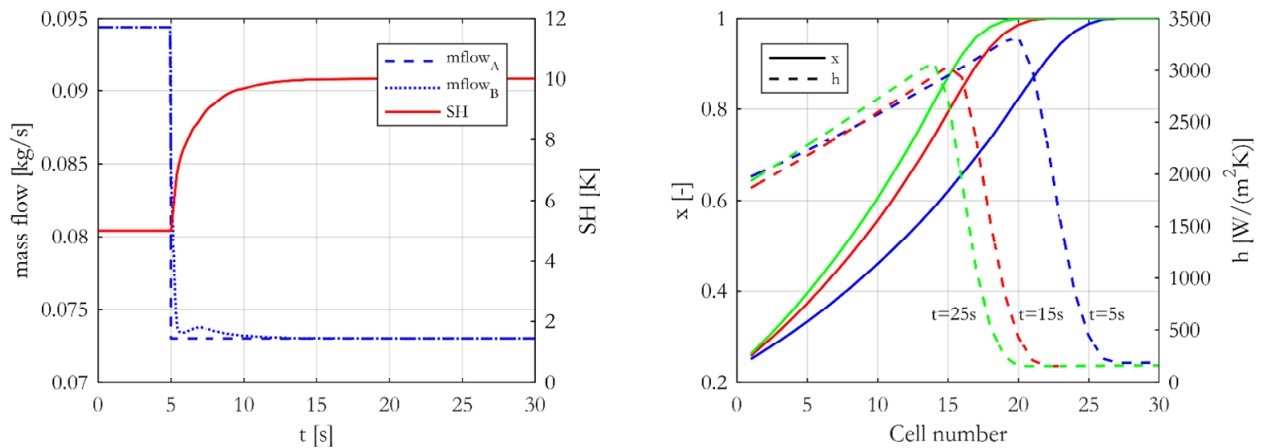 0.095
0.09
0.085
0.08
0.075
0.07
mass flow [kg/s]
0 5 10 15 20 25 30
t [s]
12
10
8
6
4
2
0
SH [K]
mflow_A
mflow_B
SH
1
0.8
0.6
0.4
0.2
x [-]
0 5 10 15 20 25 30
Cell number
3500
3000
2500
2000
1500
1000
500
0
h [W/(m²K)]
x
h
t=25s t=15s t=5s